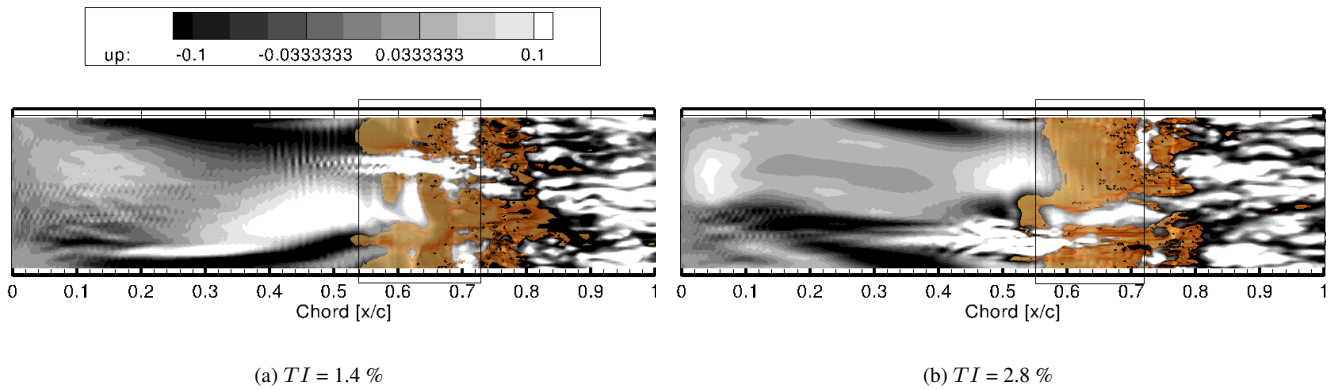 up: -0.1 -0.0333333 0.0333333 0.1
0 0.1 0.2 0.3 0.4 0.5 0.6 0.7 0.8 0.9 1
Chord [x/c]
0 0.1 0.2 0.3 0.4 0.5 0.6 0.7 0.8 0.9 1
Chord [x/c]
(a) TI = 1.4 %
(b) TI = 2.8 %